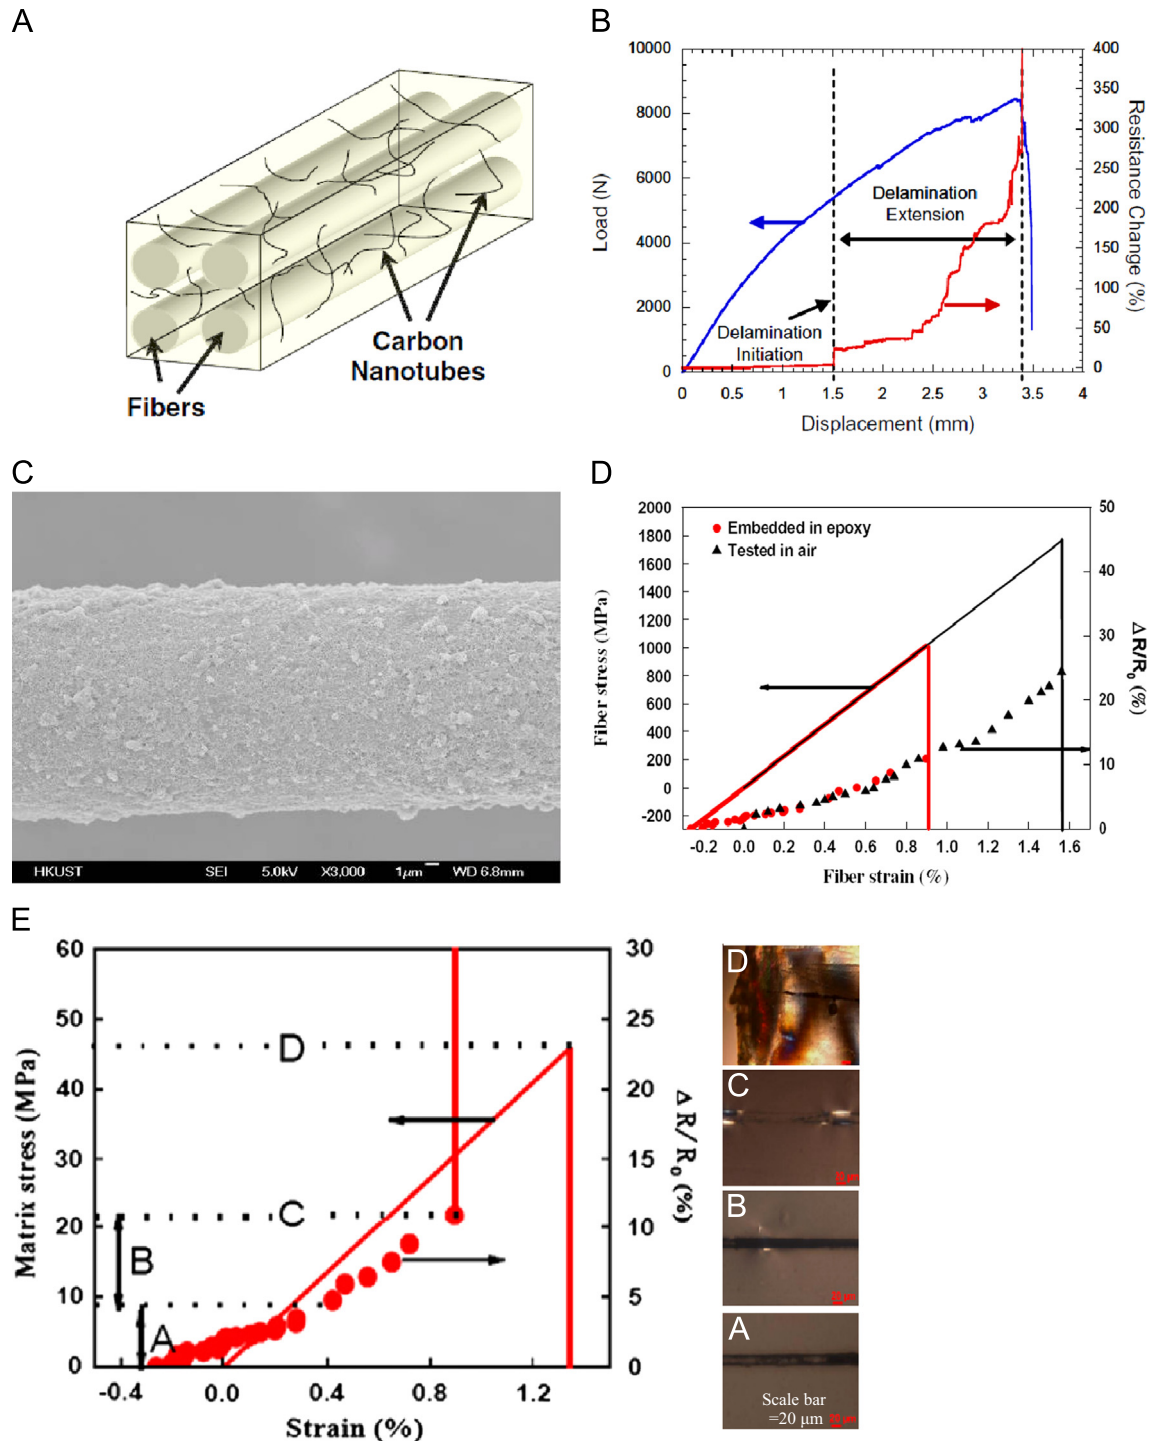 A
Carbon
Nanotubes
Fibers
B
10000
8000
6000
4000
2000
0
Load (N)
400
350
300
250
200
150
100
50
0
Resistance Change (%)
Delamination
Extension
Delamination
Initiation
0 0.5 1 1.5 2 2.5 3 3.5 4
Displacement (mm)
C
HKUST SEI 5.0kV X3,000 1μm WD 6.8mm
D
2000
1800
1600
1400
1200
1000
800
600
400
200
0
-200
Fiber stress (MPa)
Embedded in epoxy
Tested in air
50
40
30
20
10
0
ΔR/R0 (%)
-0.2 0.0 0.2 0.4 0.6 0.8 1.0 1.2 1.4 1.6
Fiber strain (%)
E
60
50
40
30
20
10
0
Matrix stress (MPa)
D
C
B
A
30
25
20
15
10
5
0
ΔR/R0 (%)
-0.4 0.0 0.4 0.8 1.2
Strain (%)
D
C
B
A
Scale bar
=20 μm